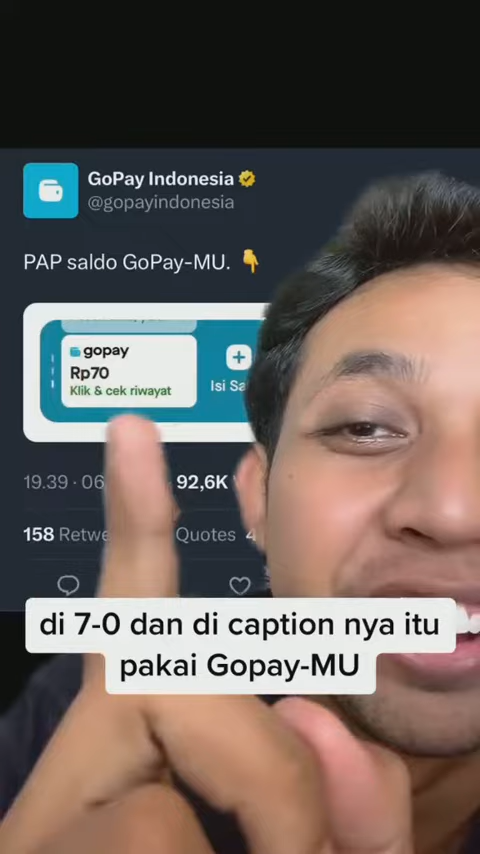 GoPay Indonesia
@gopayindonesia
PAP saldo GoPay-MU. 👇
gopay
Rp70
Klik & cek riwayat
Isi
19.39 · 06
92,6K
158 Retwe
Quotes
di 7-0 dan di caption nya itu
pakai Gopay-MU